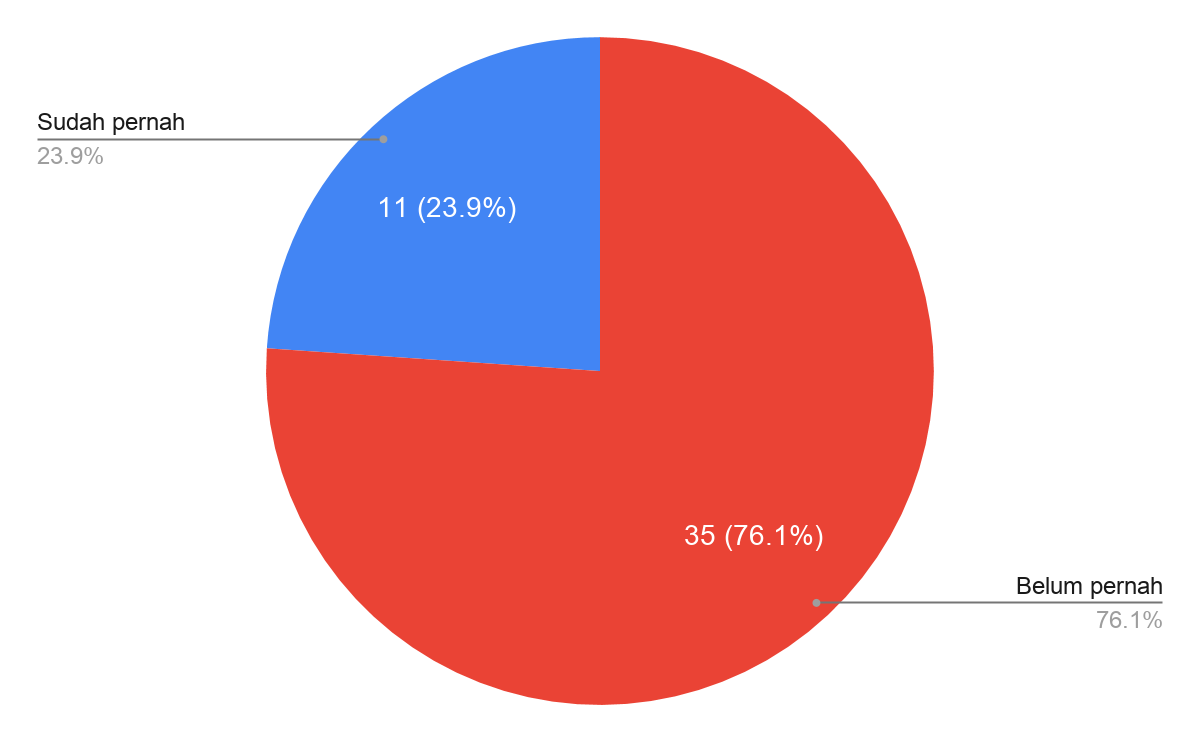 Sudah pernah
23.9%
11 (23.9%)
35 (76.1%)
Belum pernah
76.1%